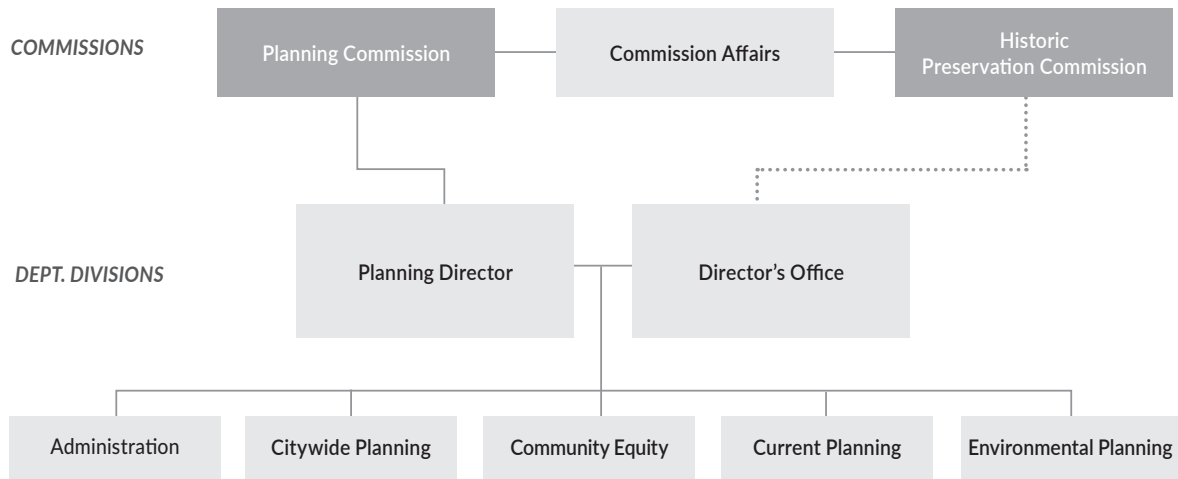 COMMISSIONS
Planning Commission
Commission Affairs
Historic
Preservation Commission
DEPT. DIVISIONS
Planning Director
Director’s Office
Administration
Citywide Planning
Community Equity
Current Planning
Environmental Planning